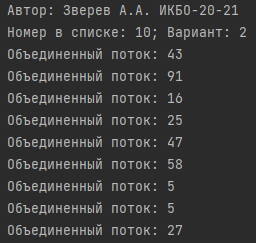 Автор: Зверев А.А. ИКБО-20-21
Номер в списке: 10; Вариант: 2
Объединенный поток: 43
Объединенный поток: 91
Объединенный поток: 16
Объединенный поток: 25
Объединенный поток: 47
Объединенный поток: 58
Объединенный поток: 5
Объединенный поток: 5
Объединенный поток: 27